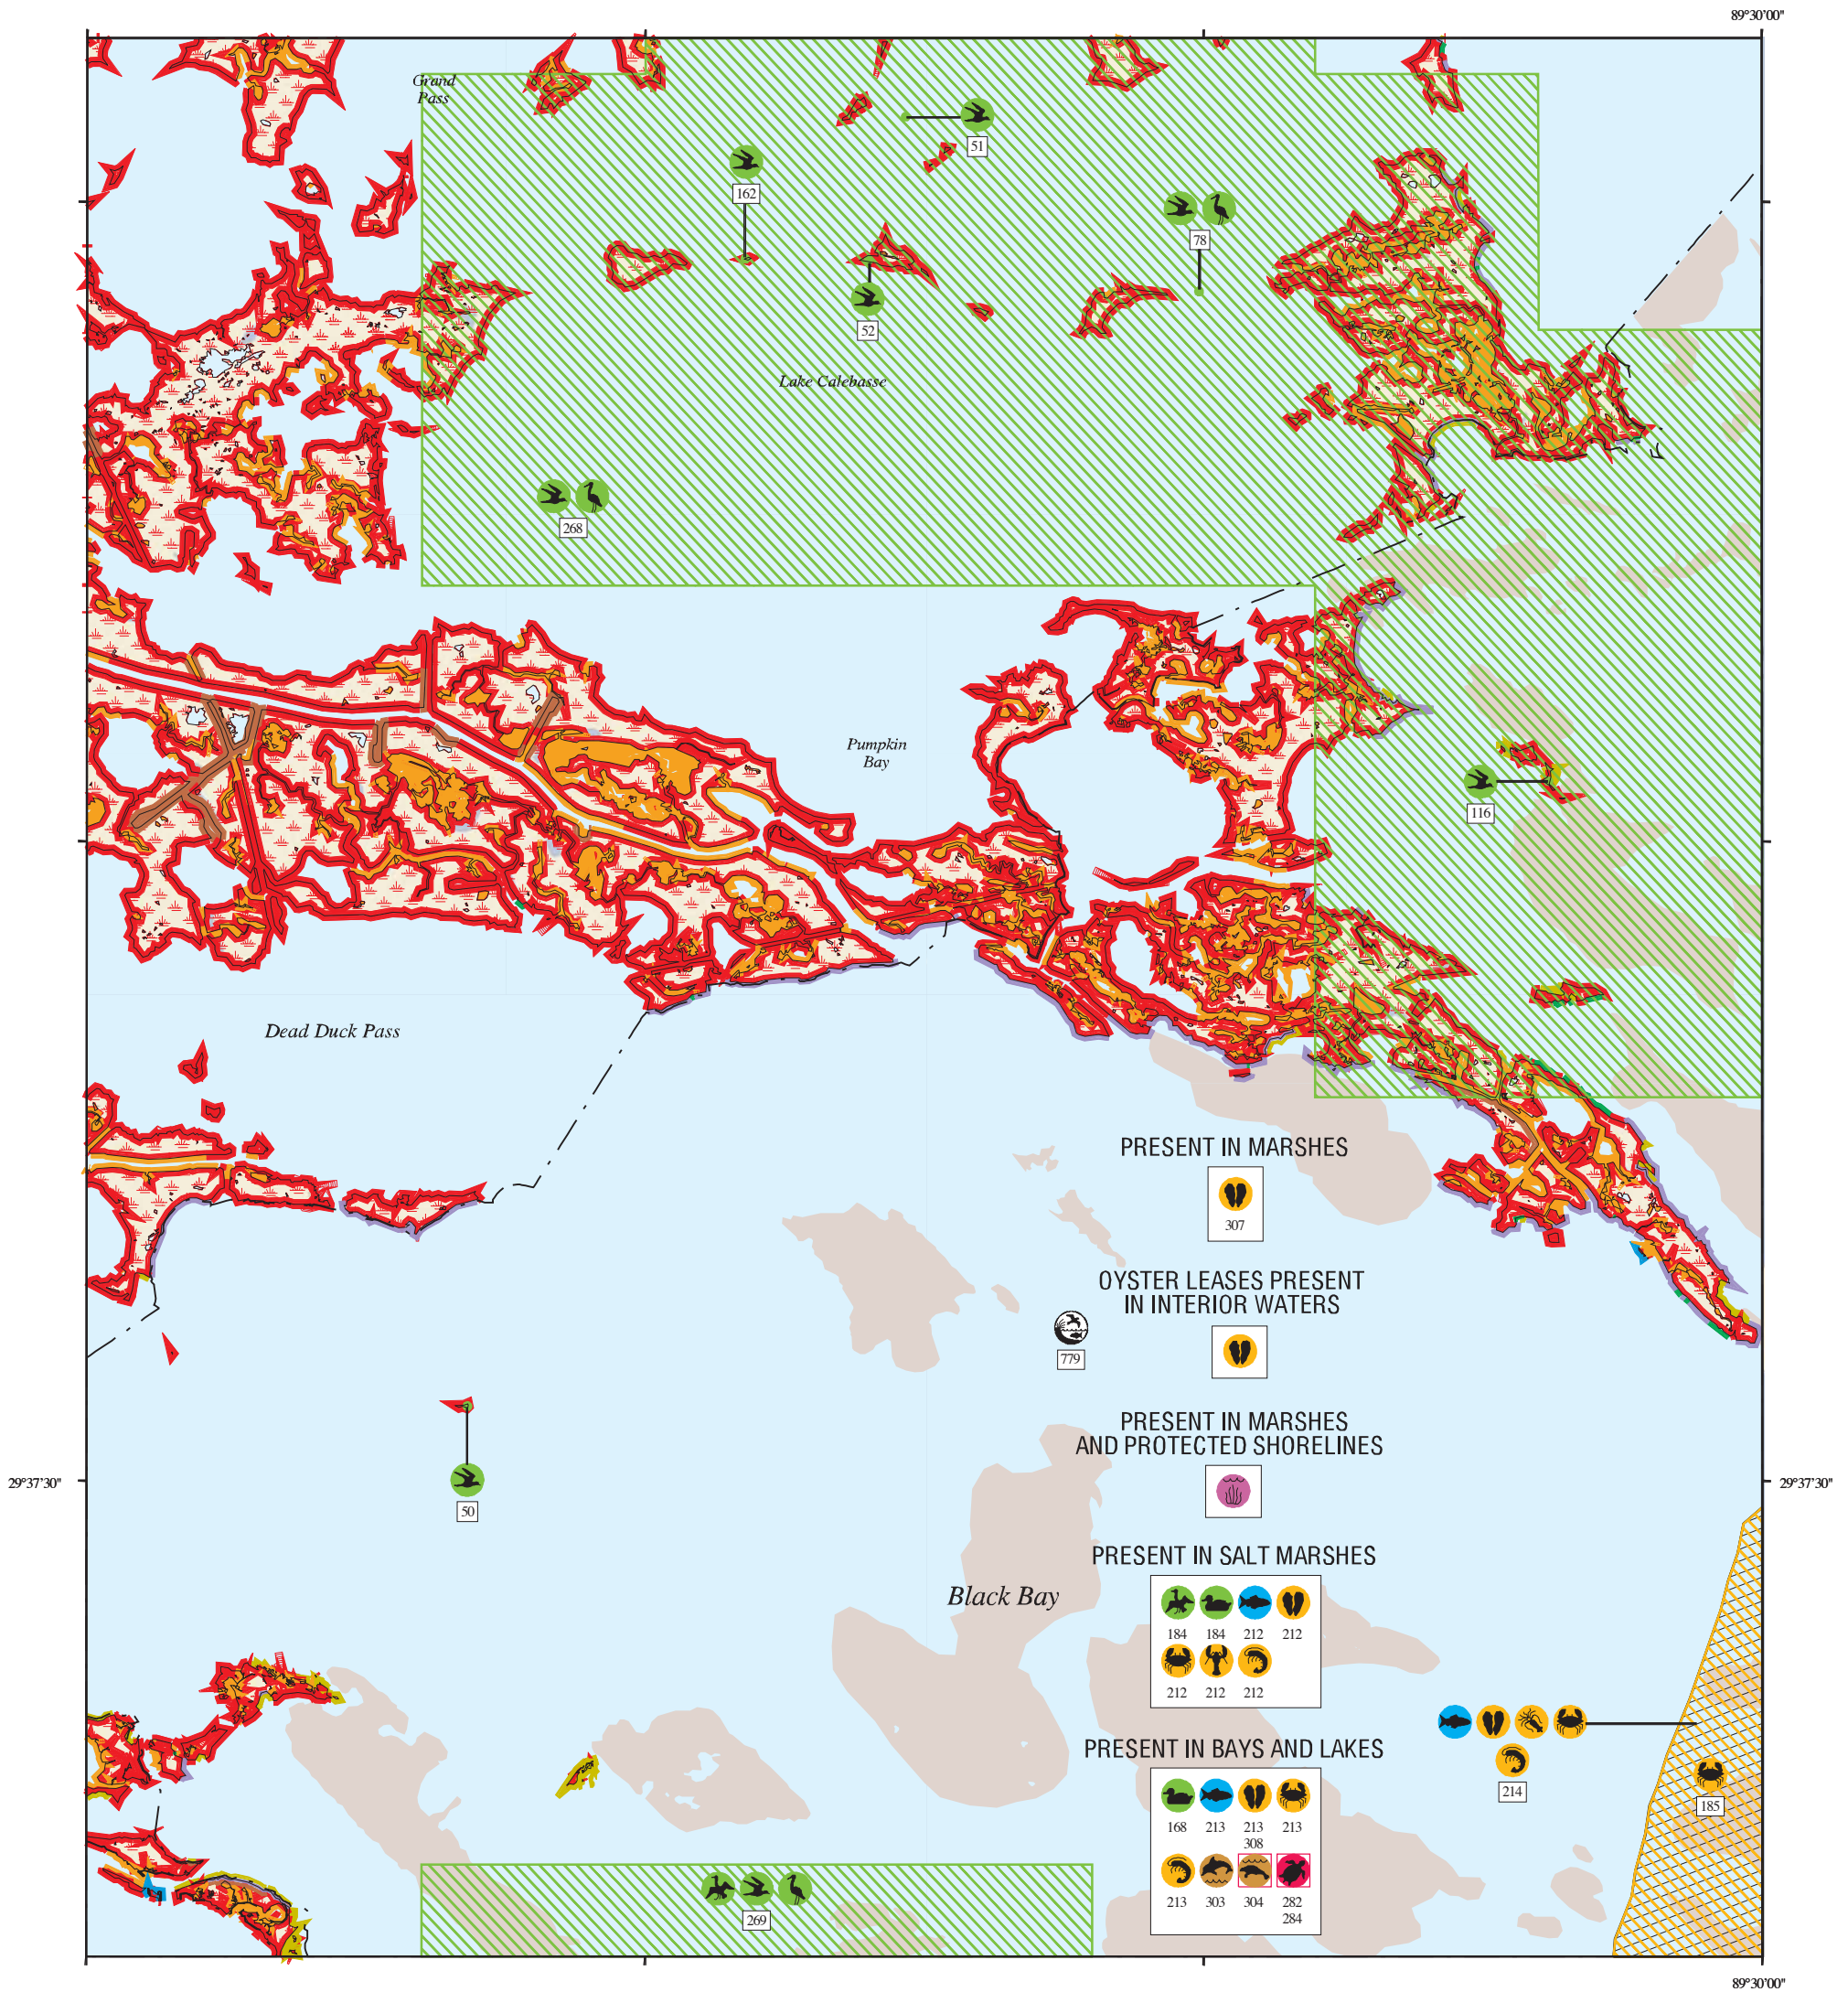 89°30'00"
Grand
Pass
51
162
78
52
Lake Calebasse
268
Pumpkin
Bay
116
Dead Duck Pass
PRESENT IN MARSHES
307
OYSTER LEASES PRESENT
IN INTERIOR WATERS
779
PRESENT IN MARSHES
AND PROTECTED SHORELINES
29°37'30"
29°37'30"
50
PRESENT IN SALT MARSHES
Black Bay
184 184 212 212
212 212 212
PRESENT IN BAYS AND LAKES
214
185
168 213 213 213
308
213 303 304 282
284
269
89°30'00"